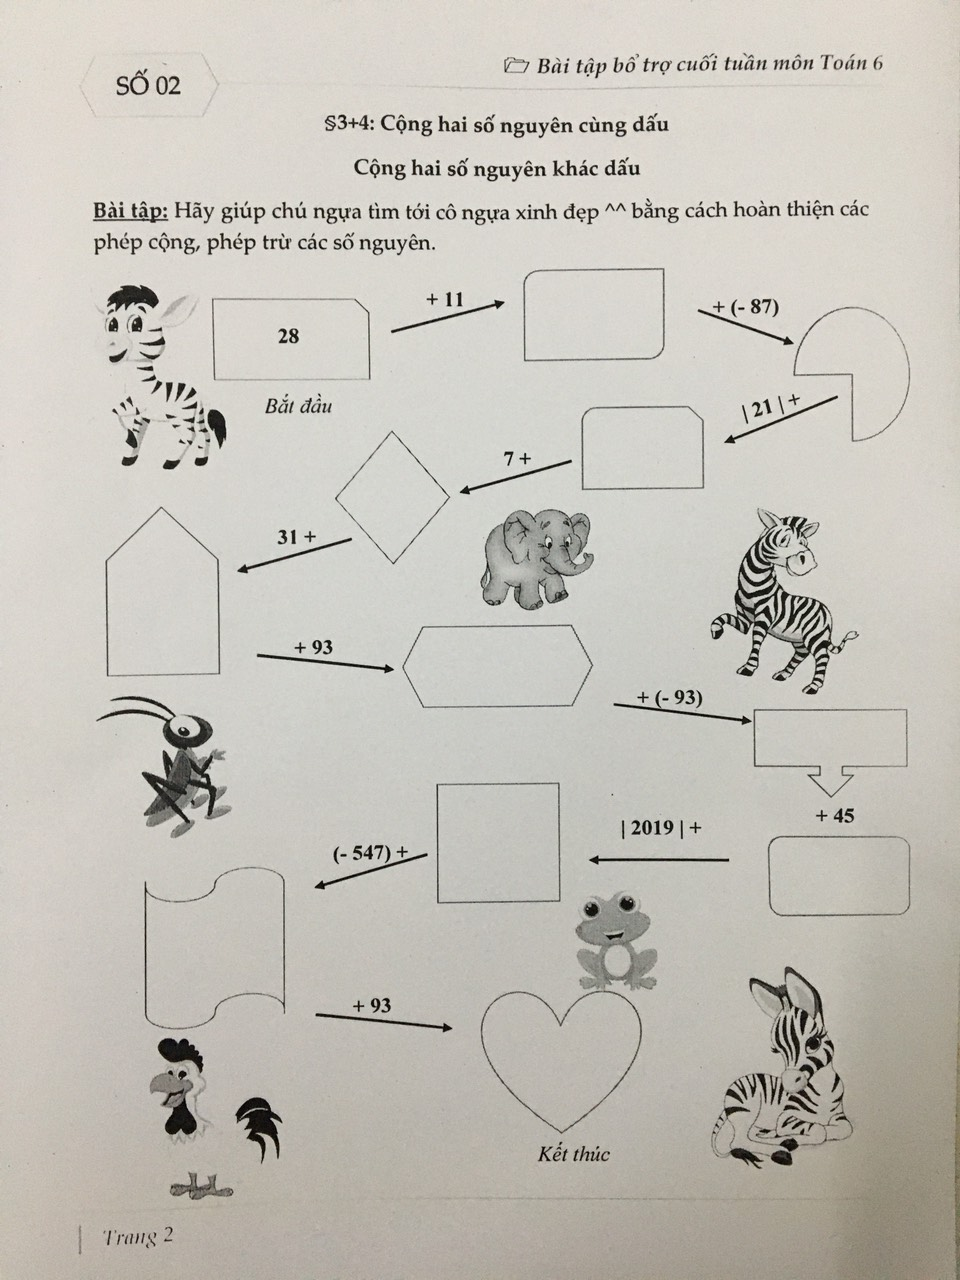 SỐ 02
Bài tập bổ trợ cuối tuần môn Toán 6
§3+4: Cộng hai số nguyên cùng dấu
Cộng hai số nguyên khác dấu
Bài tập: Hãy giúp chú ngựa tìm tới cô ngựa xinh đẹp ^^ bằng cách hoàn thiện các
phép cộng, phép trừ các số nguyên.
28
+ 11
+ (- 87)
Bắt đầu
| 21 | +
7 +
31 +
+ 93
+ (- 93)
+ 45
| 2019 | +
(- 547) +
+ 93
Kết thúc
Trang 2